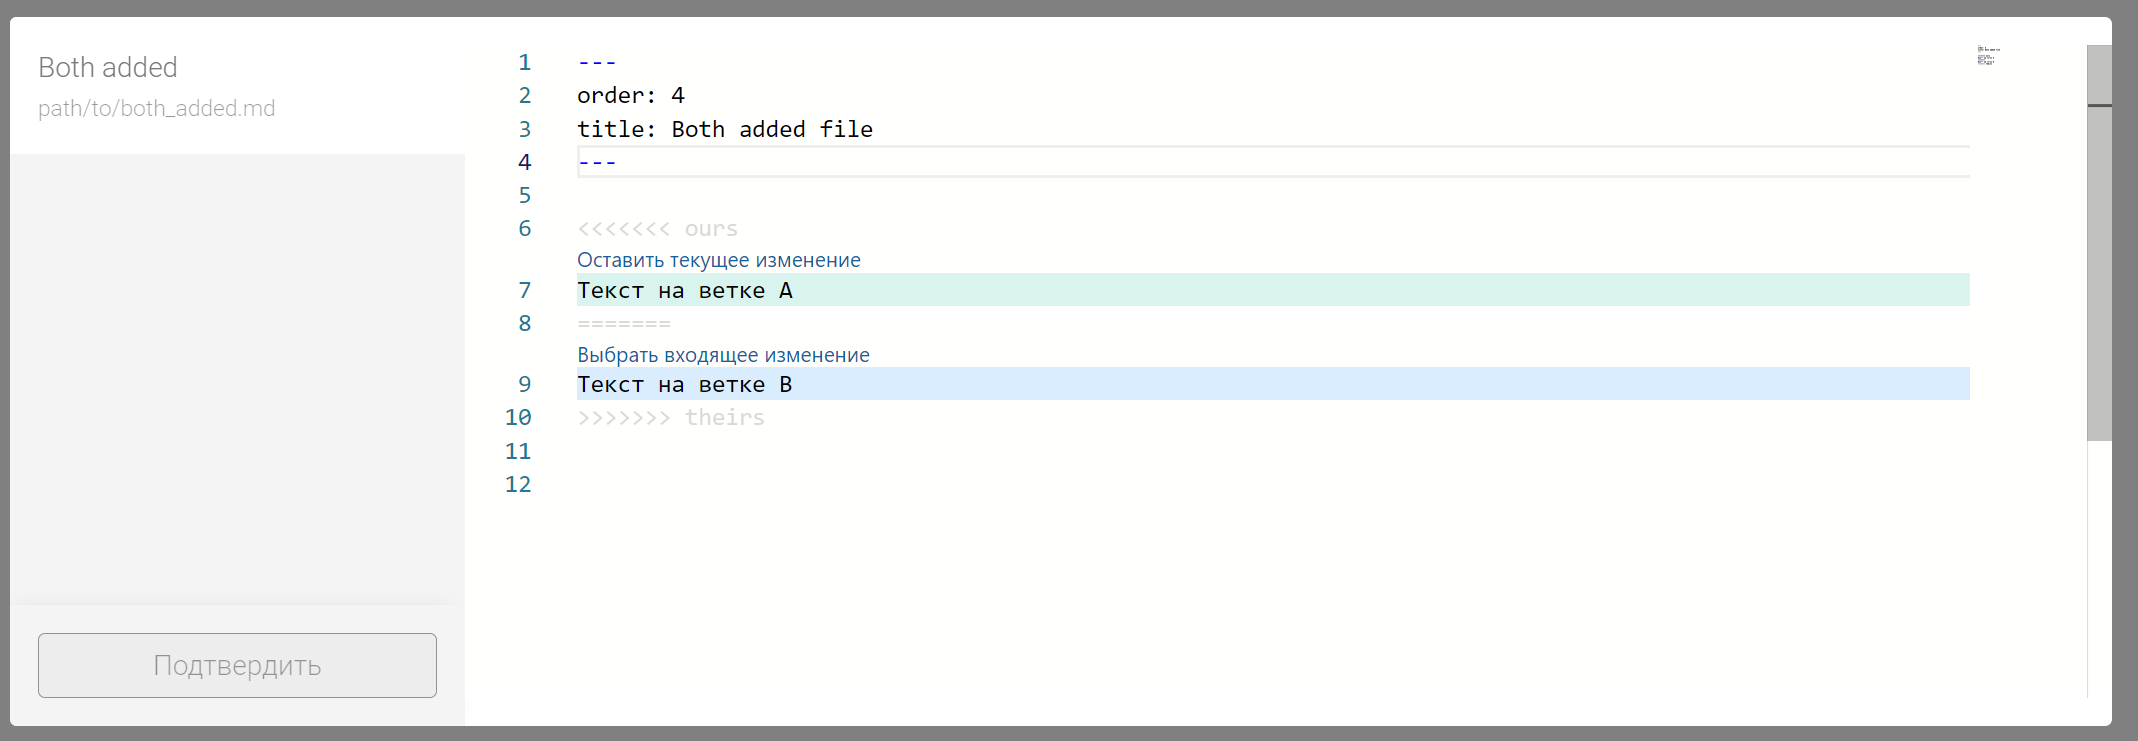 Both added
path/to/both_added.md
Подтвердить
1 ---
2 order: 4
3 title: Both added file
4 ---
5
6 <<<<<<< ours
Оставить текущее изменение
7 Текст на ветке A
8 =======
Выбрать входящее изменение
9 Текст на ветке B
10 >>>>>>> theirs
11
12